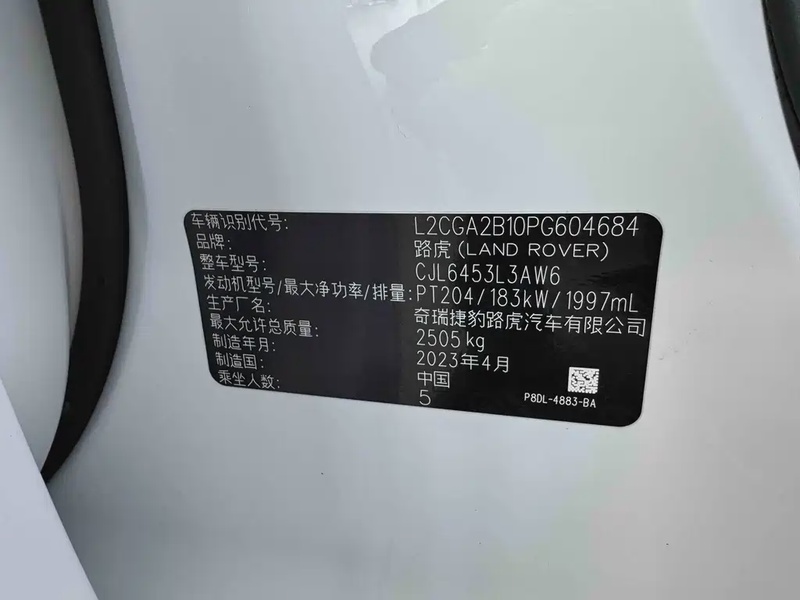 车辆识别代号: L2CGA2B10PG604684
品牌: 路虎(LAND ROVER)
整车型号: CJL6453L3AW6
发动机型号/最大净功率/排量: PT204/183kW/1997mL
生产厂名: 奇瑞捷豹路虎汽车有限公司
最大允许总质量: 2505kg
制造年月: 2023年4月
制造国: 中国
乘坐人数: 5
P8DL-4883-BA